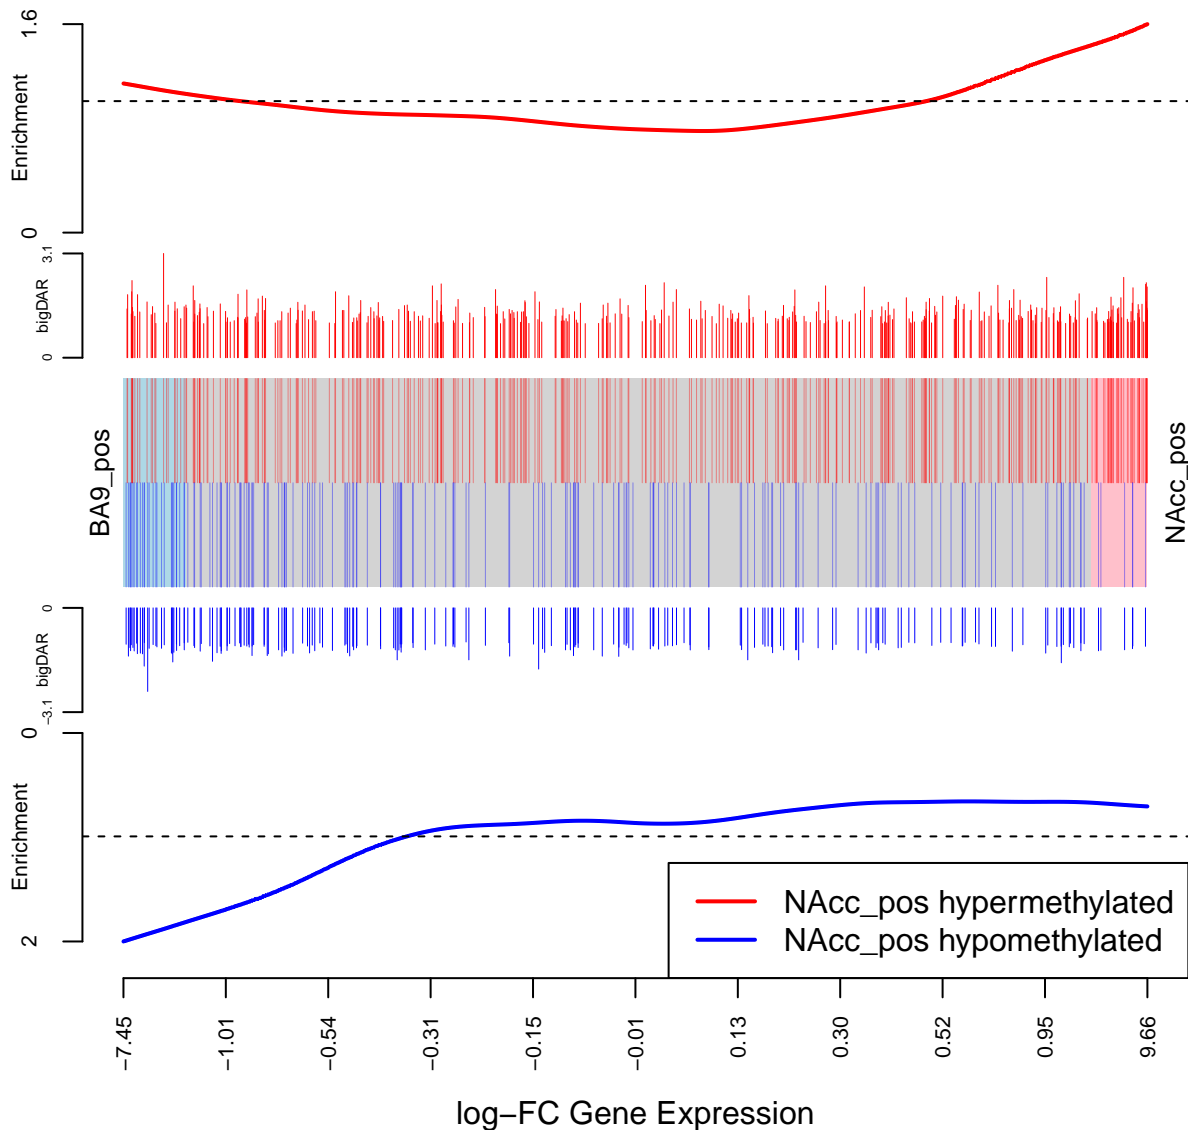 1.6
Enrichment
0
3.1
bigDAR
0
BA9_pos
NAcc_pos
0
bigDAR
−3.1
0
Enrichment
2
NAcc_pos hypermethylated
NAcc_pos hypomethylated
−7.45
−1.01
−0.54
−0.31
−0.15
−0.01
0.13
0.30
0.52
0.95
9.66
log−FC Gene Expression